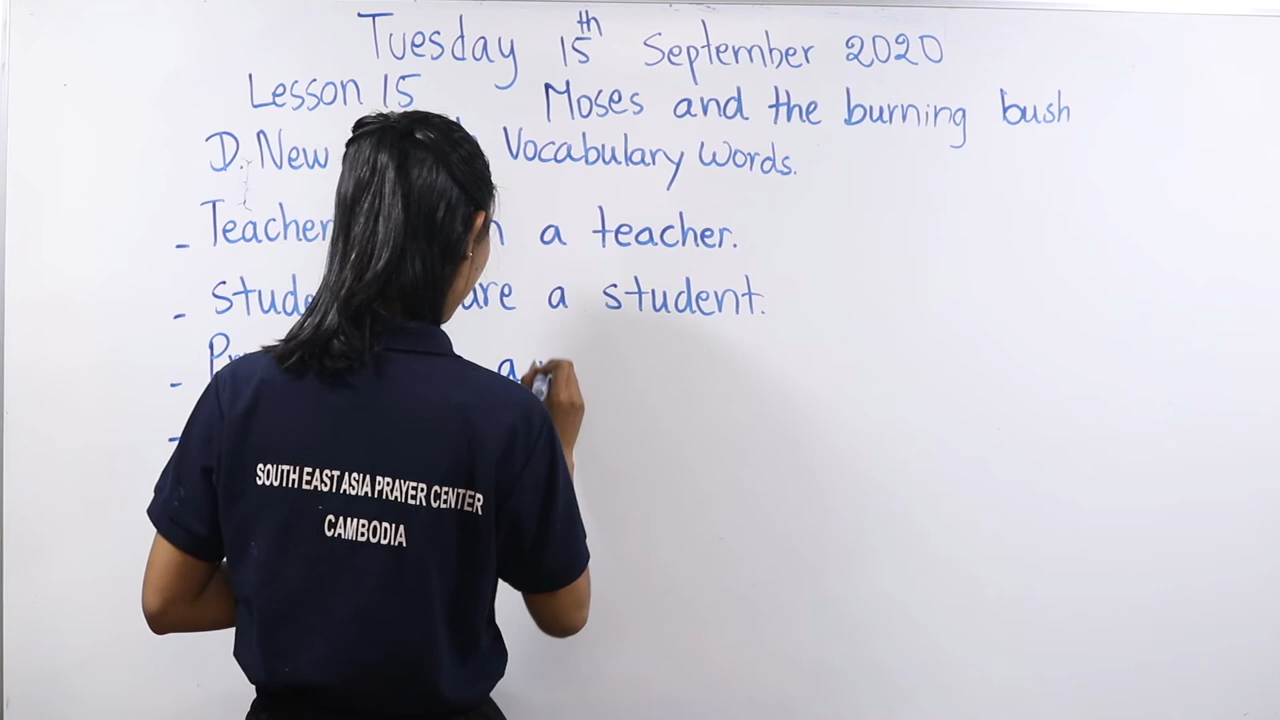 Tuesday 15th September 2020
Lesson 15 Moses and the burning bush
D. New Vocabulary Words.
- Teacher a teacher.
- are a student.
-
-
SOUTH EAST ASIA PRAYER CENTER
CAMBODIA